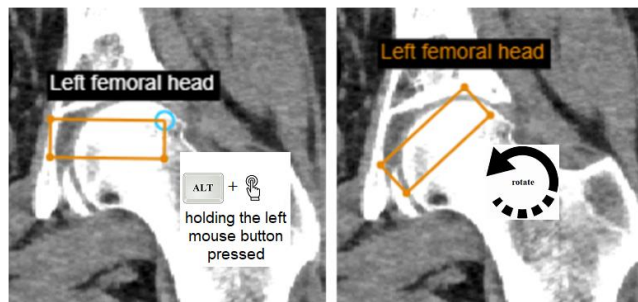 Left femoral head
ALT +
holding the left
mouse button
pressed
Left femoral head
rotate